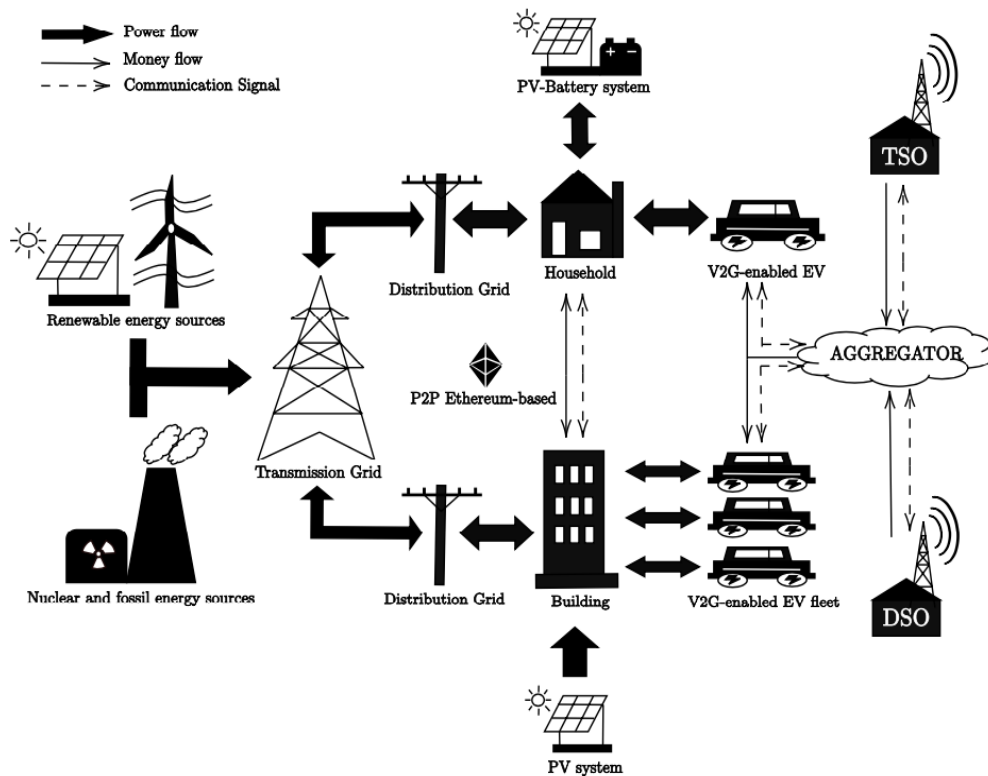 Power flow
Money flow
Communication Signal
PV-Battery system
TSO
Renewable energy sources
Distribution Grid
Household
V2G-enabled EV
AGGREGATOR
P2P Ethereum-based
Transmission Grid
Nuclear and fossil energy sources
Distribution Grid
Building
V2G-enabled EV fleet
DSO
PV system